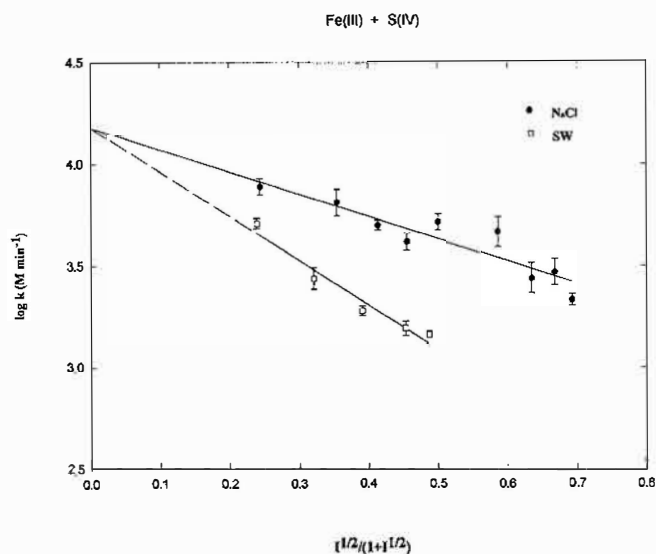 Fe(III) + S(IV)
4.5
4.0
3.5
3.0
2.5
log k (M min⁻¹)
NaCl
SW
0.0 0.1 0.2 0.3 0.4 0.5 0.6 0.7 0.8
I^1/2/(1+I^1/2)